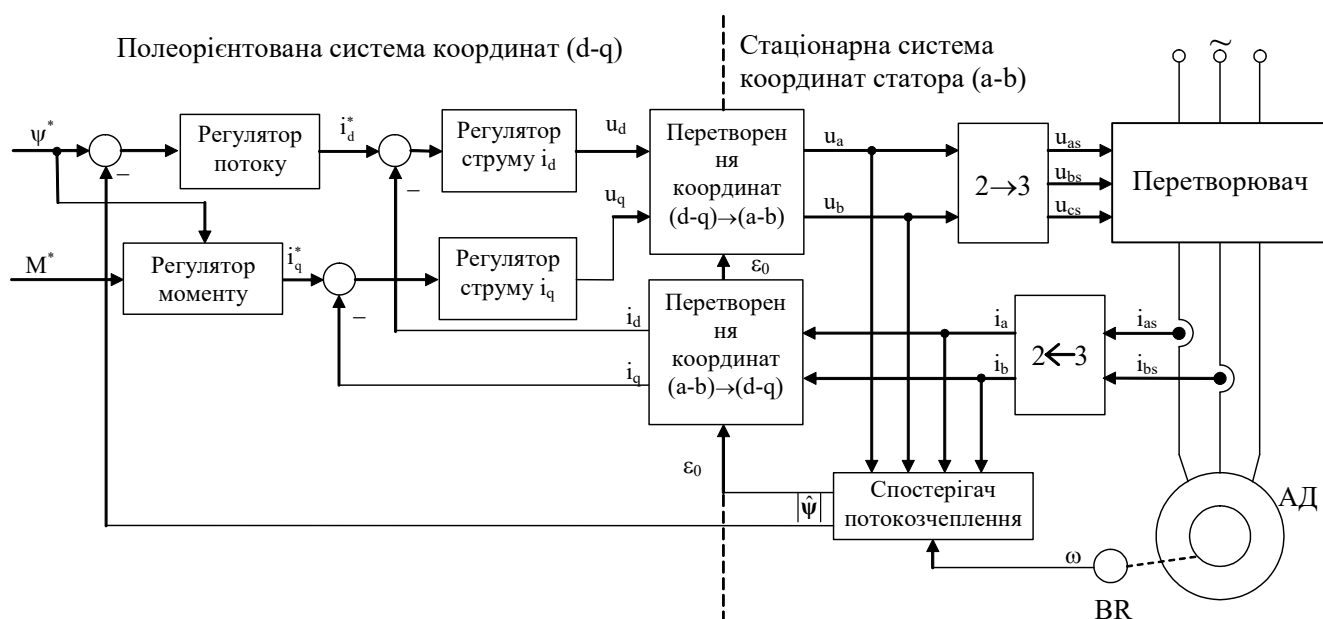 Полеорієнтована система координат (d-q)
Стаціонарна система
координат статора (a-b)
~
ψ*
–
Регулятор
потоку
i*d
–
Регулятор
струму id
ud
Перетворен
ня
координат
(d-q)→(a-b)
ua
ub
2→3
uas
ubs
ucs
Перетворювач
M*
Регулятор
моменту
i*q
–
Регулятор
струму iq
uq
ε0
id
iq
Перетворен
ня
координат
(a-b)→(d-q)
ia
ib
2←3
ias
ibs
ε0
|ψ̂|
Спостерігач
потокозчеплення
АД
ω
BR